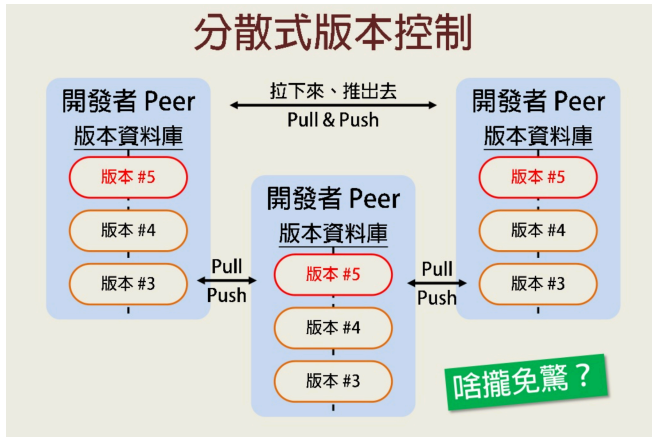 分散式版本控制
開發者 Peer
版本資料庫
版本 #5
版本 #4
版本 #3
拉下來、推出去
Pull & Push
開發者 Peer
版本資料庫
版本 #5
版本 #4
版本 #3
Pull
Push
開發者 Peer
版本資料庫
版本 #5
版本 #4
版本 #3
Pull
Push
啥攏免驚？